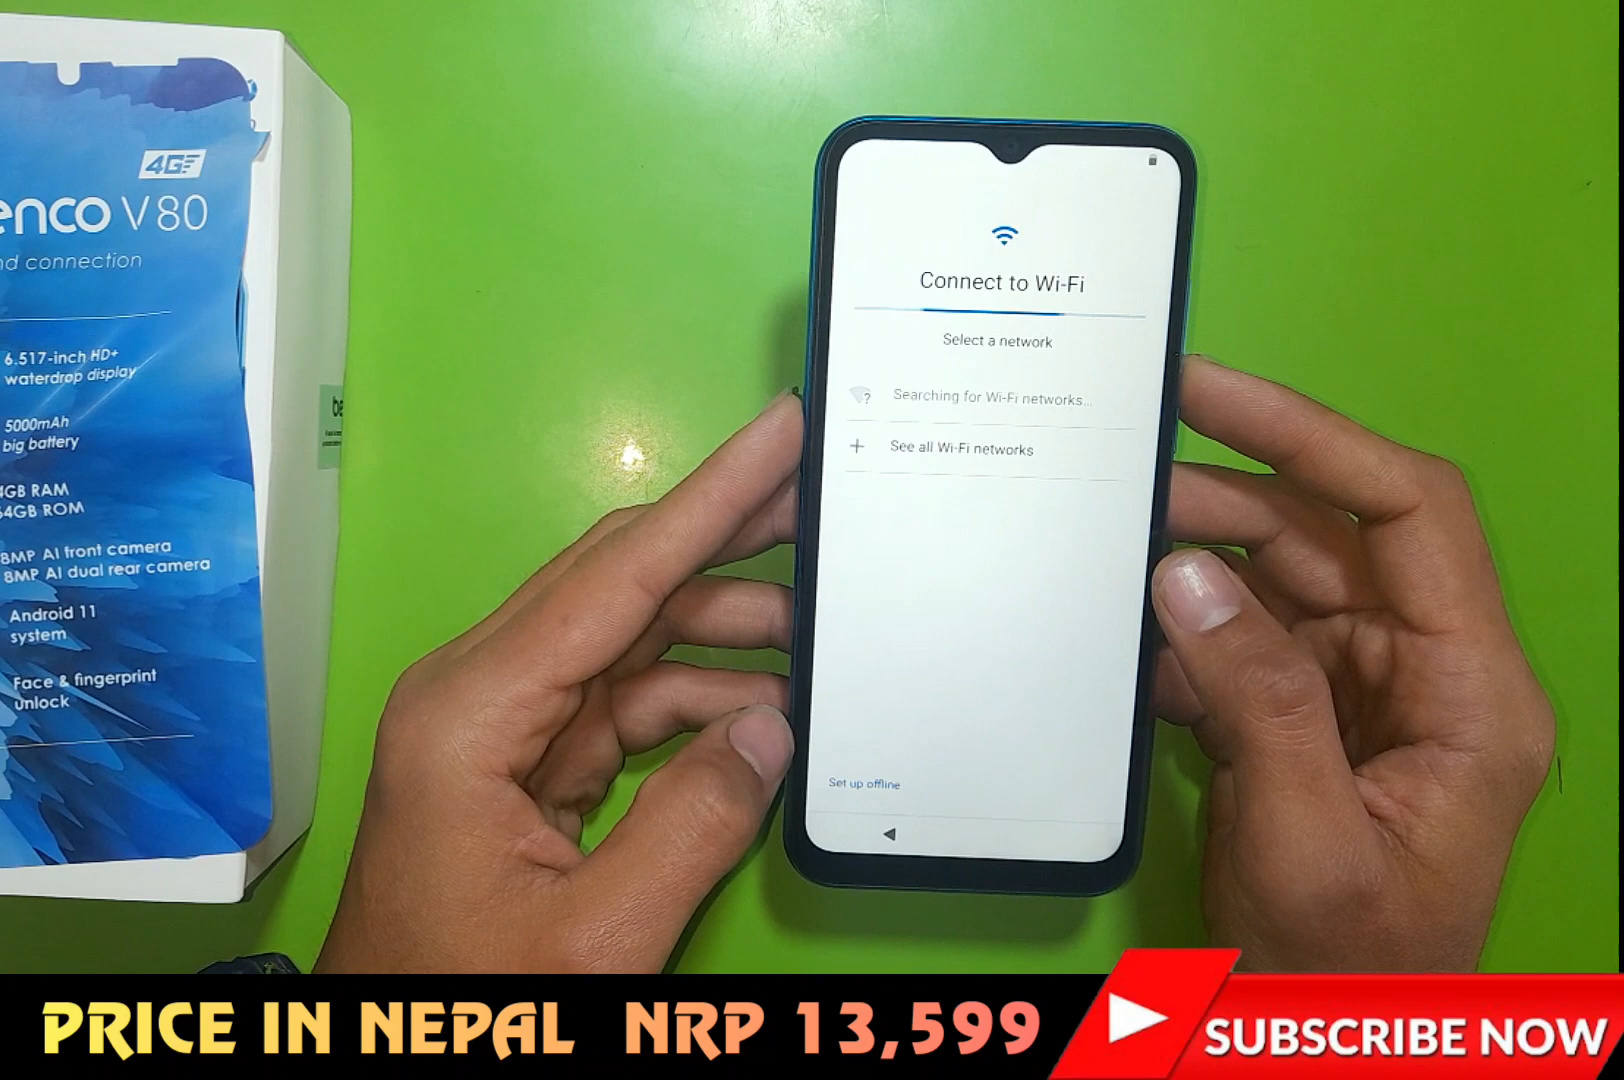 4G
enco V80
nd connection
6.517-inch HD+
waterdrop display
5000mAh
big battery
4GB RAM
64GB ROM
8MP AI front camera
8MP AI dual rear camera
Android 11
system
Face & fingerprint
unlock
be
Connect to Wi-Fi
Select a network
Searching for Wi-Fi networks...
See all Wi-Fi networks
Set up offline
PRICE IN NEPAL NRP 13,599
SUBSCRIBE NOW